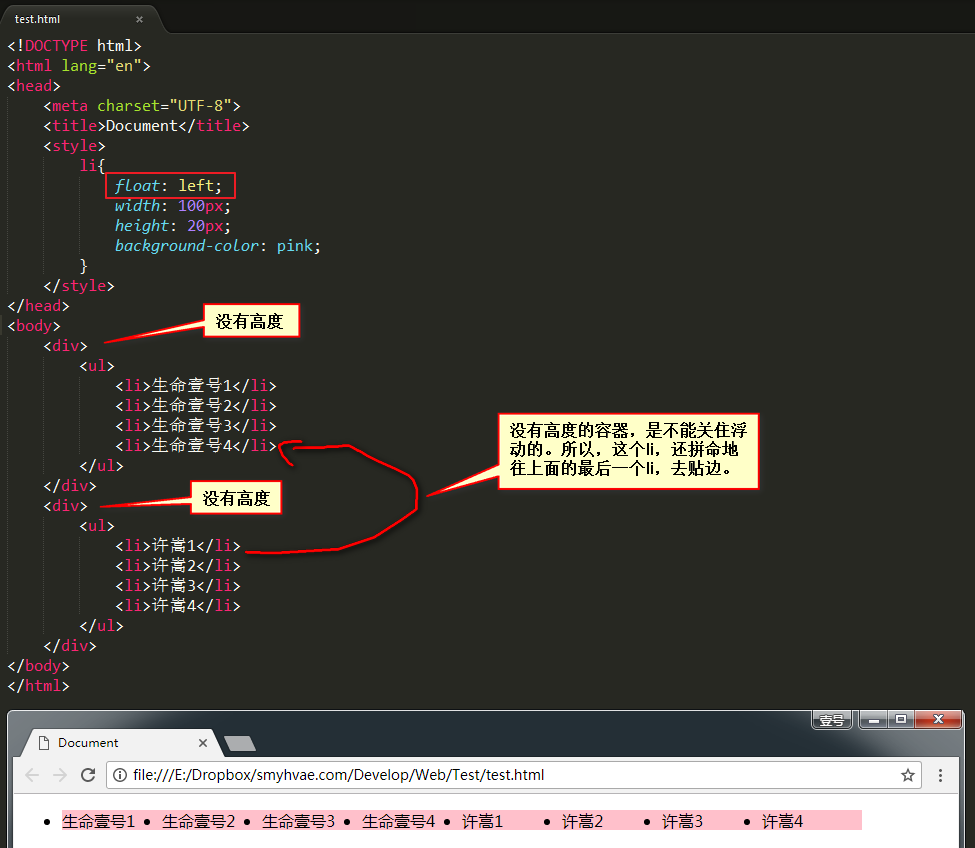 test.html ×
<!DOCTYPE html>
<html lang="en">
<head>
    <meta charset="UTF-8">
    <title>Document</title>
    <style>
        li{
            float: left;
            width: 100px;
            height: 20px;
            background-color: pink;
        }
    </style>
</head>
<body>
没有高度
    <div>
        <ul>
            <li>生命壹号1</li>
            <li>生命壹号2</li>
            <li>生命壹号3</li>
            <li>生命壹号4</li>
        </ul>
    </div>
没有高度的容器，是不能关住浮
动的。所以，这个li，还拼命地
往上面的最后一个li，去贴边。
没有高度
    <div>
        <ul>
            <li>许嵩1</li>
            <li>许嵩2</li>
            <li>许嵩3</li>
            <li>许嵩4</li>
        </ul>
    </div>
</body>
</html>
壹号
Document
file:///E:/Dropbox/smyhvae.com/Develop/Web/Test/test.html
• 生命壹号1 • 生命壹号2 • 生命壹号3 • 生命壹号4 • 许嵩1 • 许嵩2 • 许嵩3 • 许嵩4